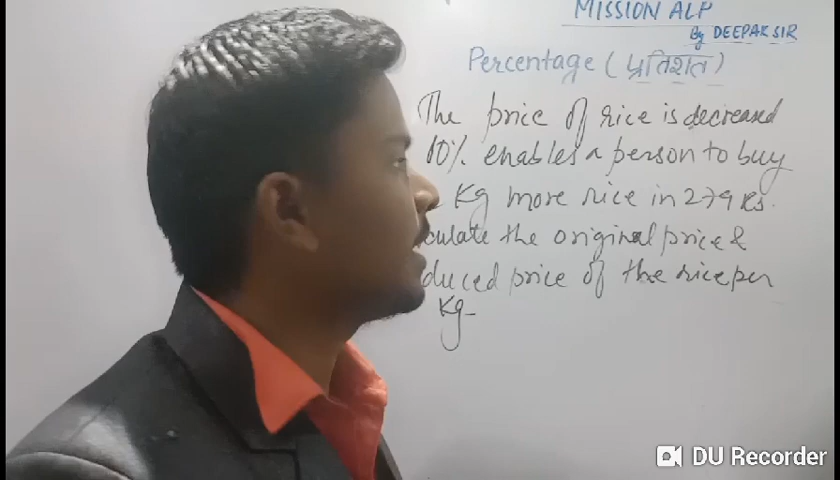 MISSION ALP
By DEEPAK SIR
Percentage (प्रतिशत)
The price of rice is decreased
10% enables a person to buy
Kg more rice in 279 Rs.
culate the original price &
duced price of the rice per
Kg
DU Recorder